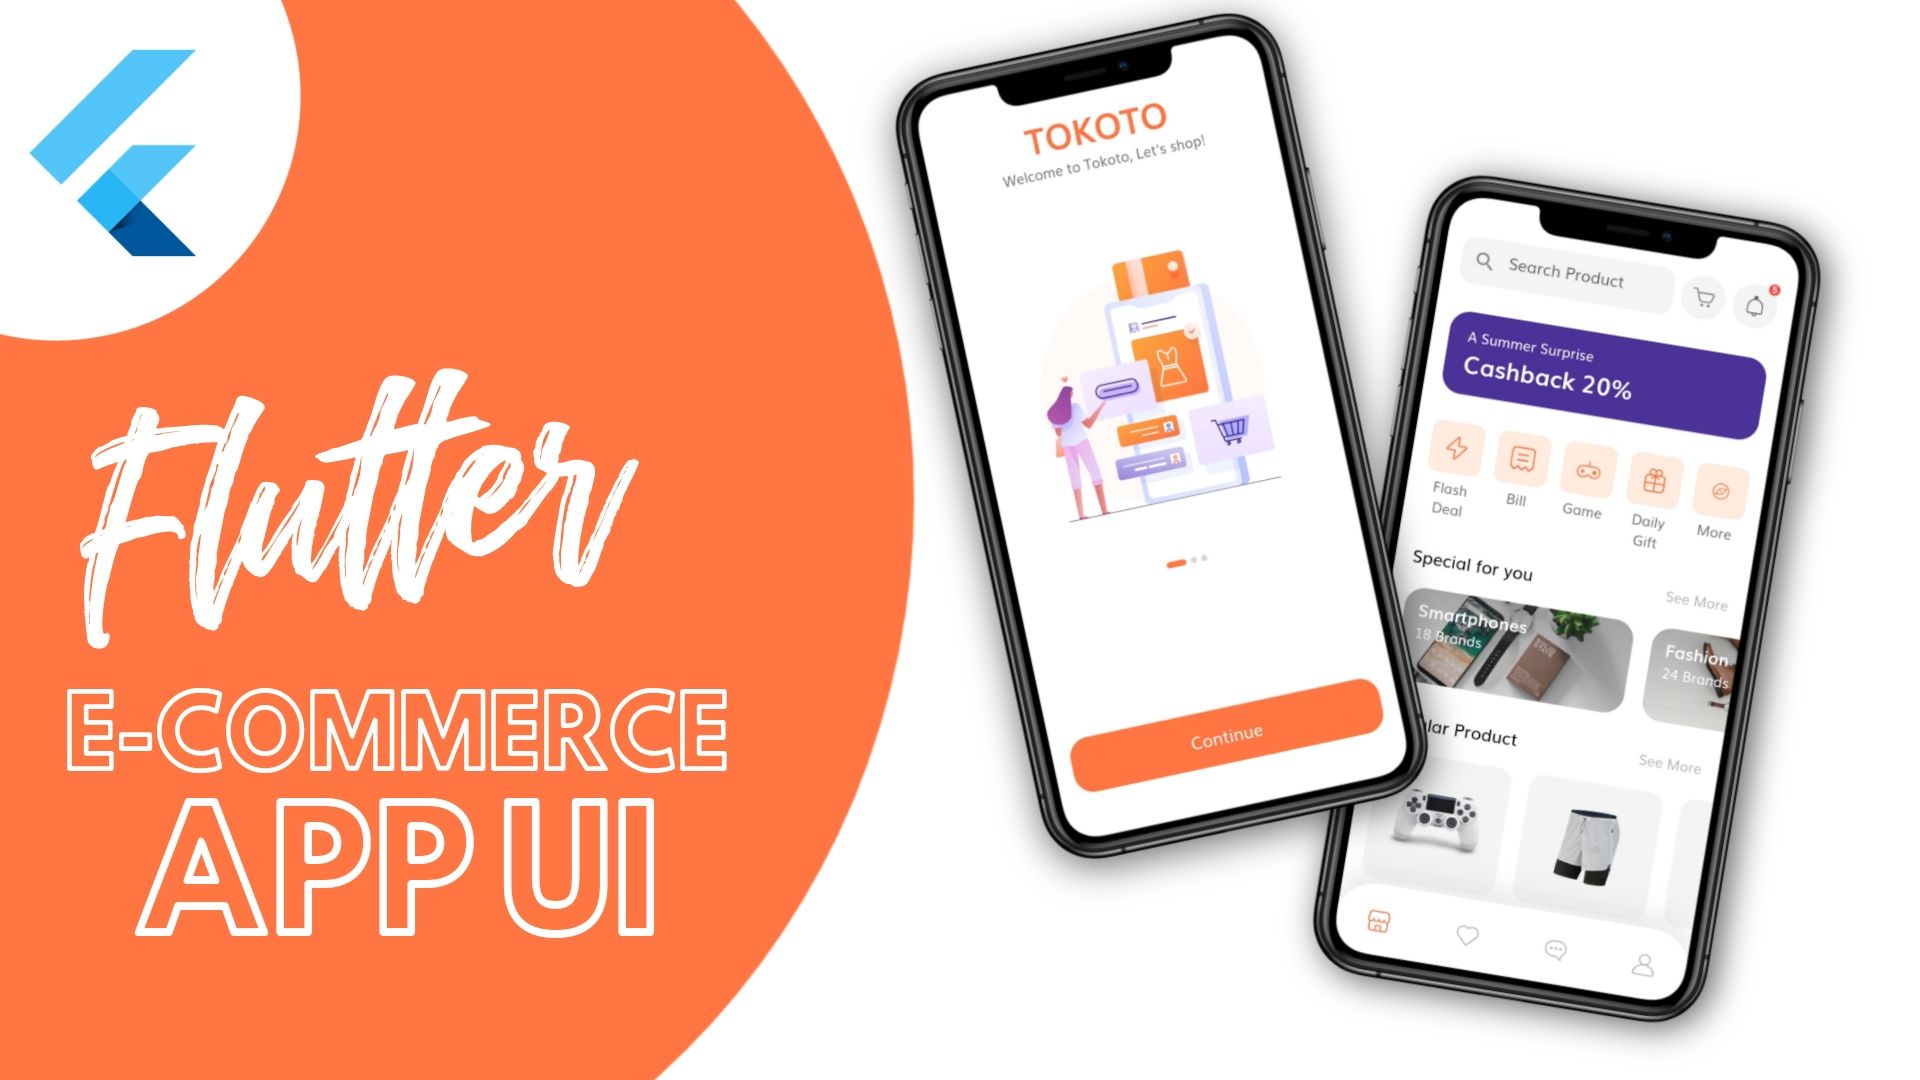 Flutter
E-COMMERCE
APP UI
TOKOTO
Welcome to Tokoto, Let's shop!
Continue
Search Product
5
A Summer Surprise
Cashback 20%
Flash
Deal
Bill
Game
Daily
Gift
More
Special for you
See More
Smartphones
18 Brands
Fashion
24 Brands
lar Product
See More